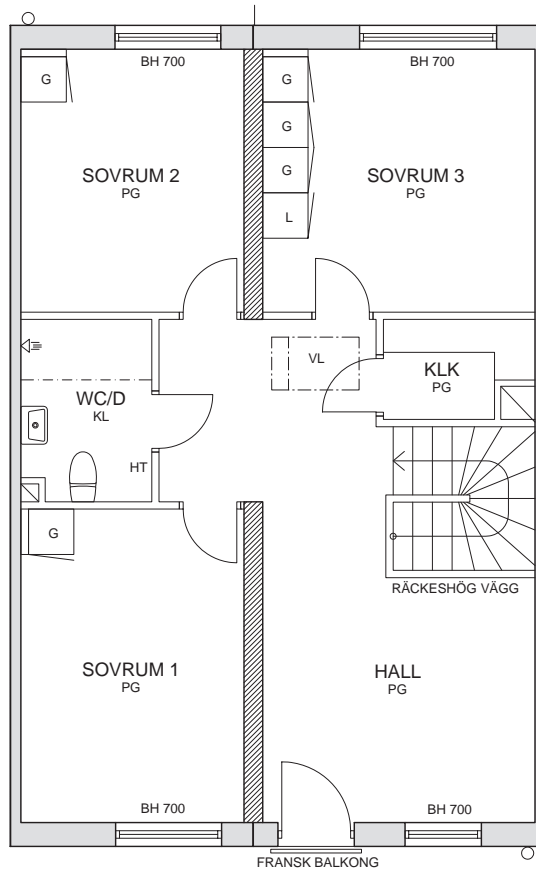 BH 700
BH 700
G
G
G
G
L
SOVRUM 2
PG
SOVRUM 3
PG
VL
KLK
PG
WC/D
KL
HT
G
RÄCKESHÖG VÄGG
SOVRUM 1
PG
HALL
PG
BH 700
BH 700
FRANSK BALKONG